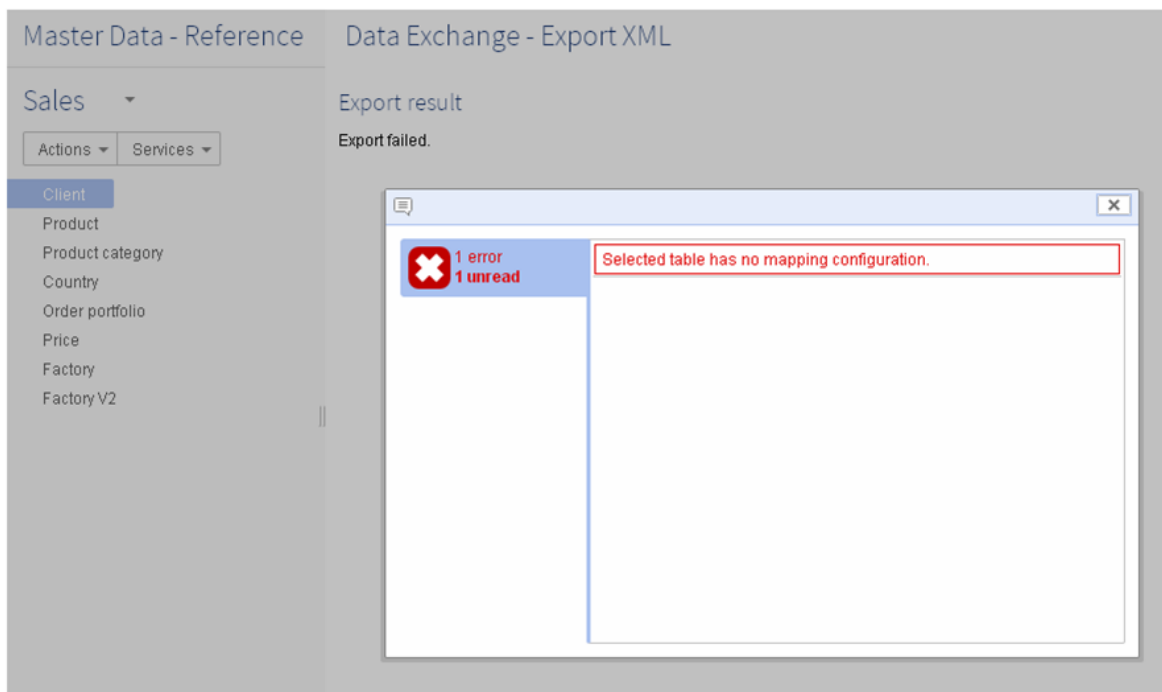 Master Data - Reference
Data Exchange - Export XML
Sales
Actions
Services
Client
Product
Product category
Country
Order portfolio
Price
Factory
Factory V2
Export result
Export failed.
1 error
1 unread
Selected table has no mapping configuration.